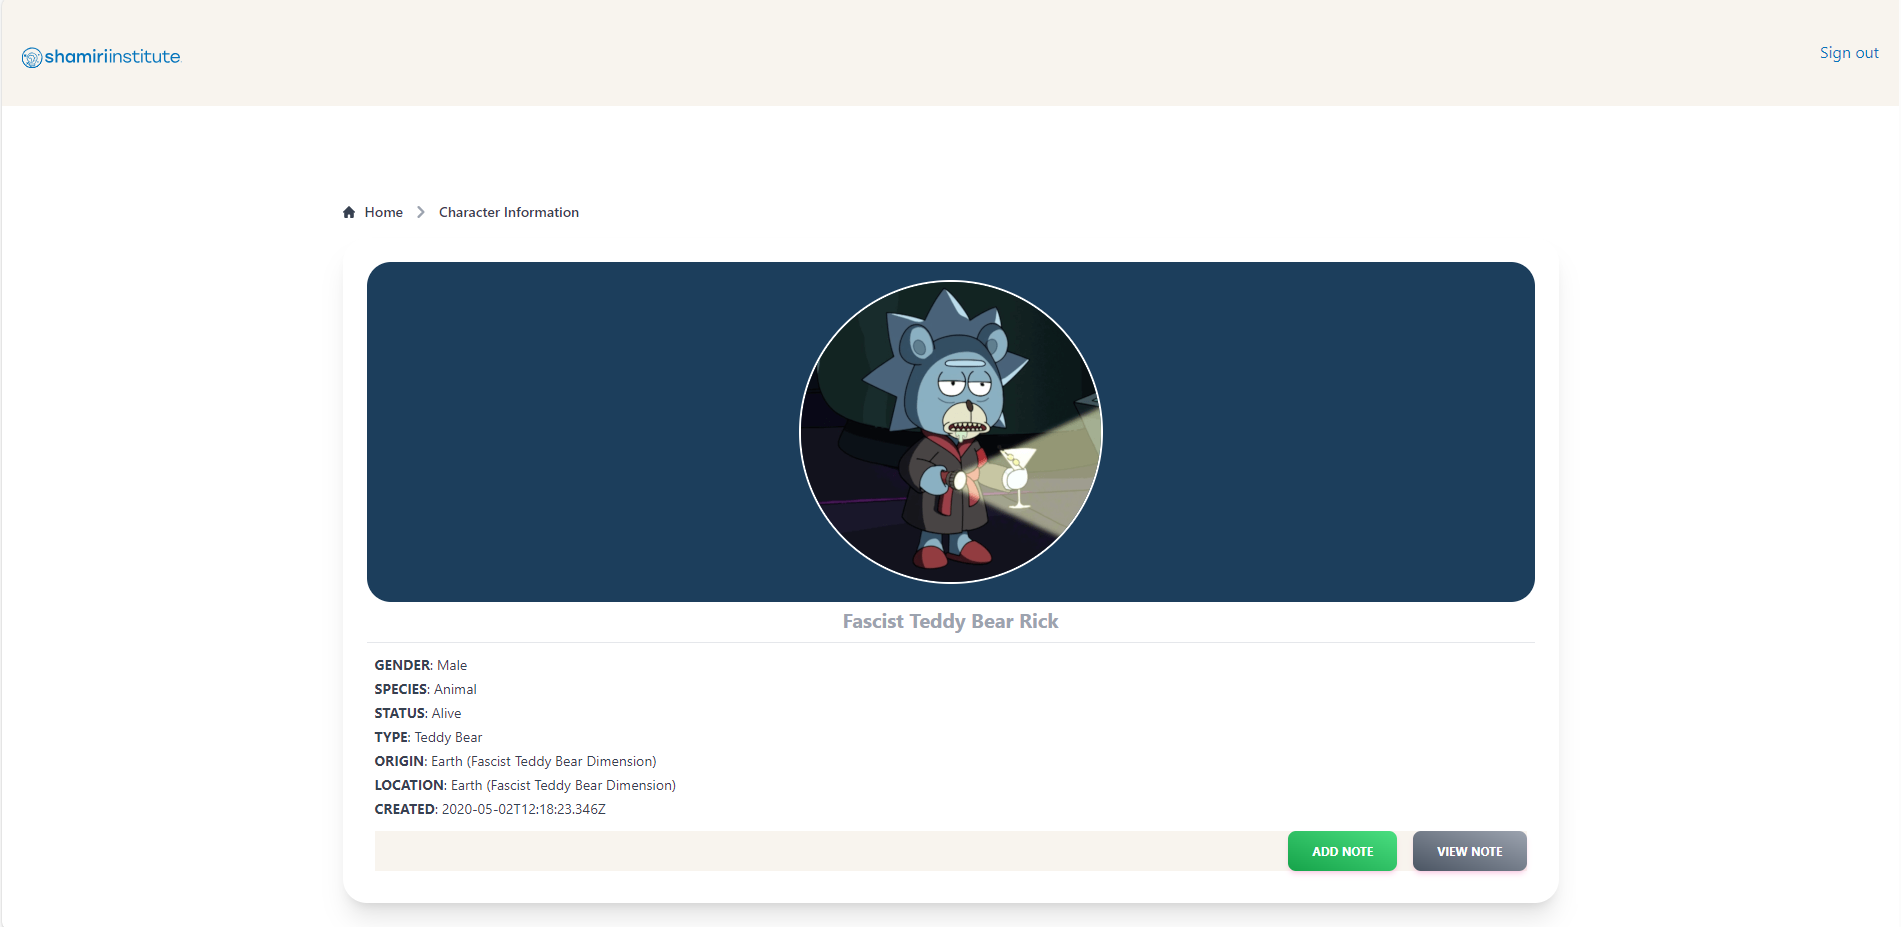 shamiriinstitute
Sign out
Home > Character Information
Fascist Teddy Bear Rick
GENDER: Male
SPECIES: Animal
STATUS: Alive
TYPE: Teddy Bear
ORIGIN: Earth (Fascist Teddy Bear Dimension)
LOCATION: Earth (Fascist Teddy Bear Dimension)
CREATED: 2020-05-02T12:18:23.346Z
ADD NOTE VIEW NOTE